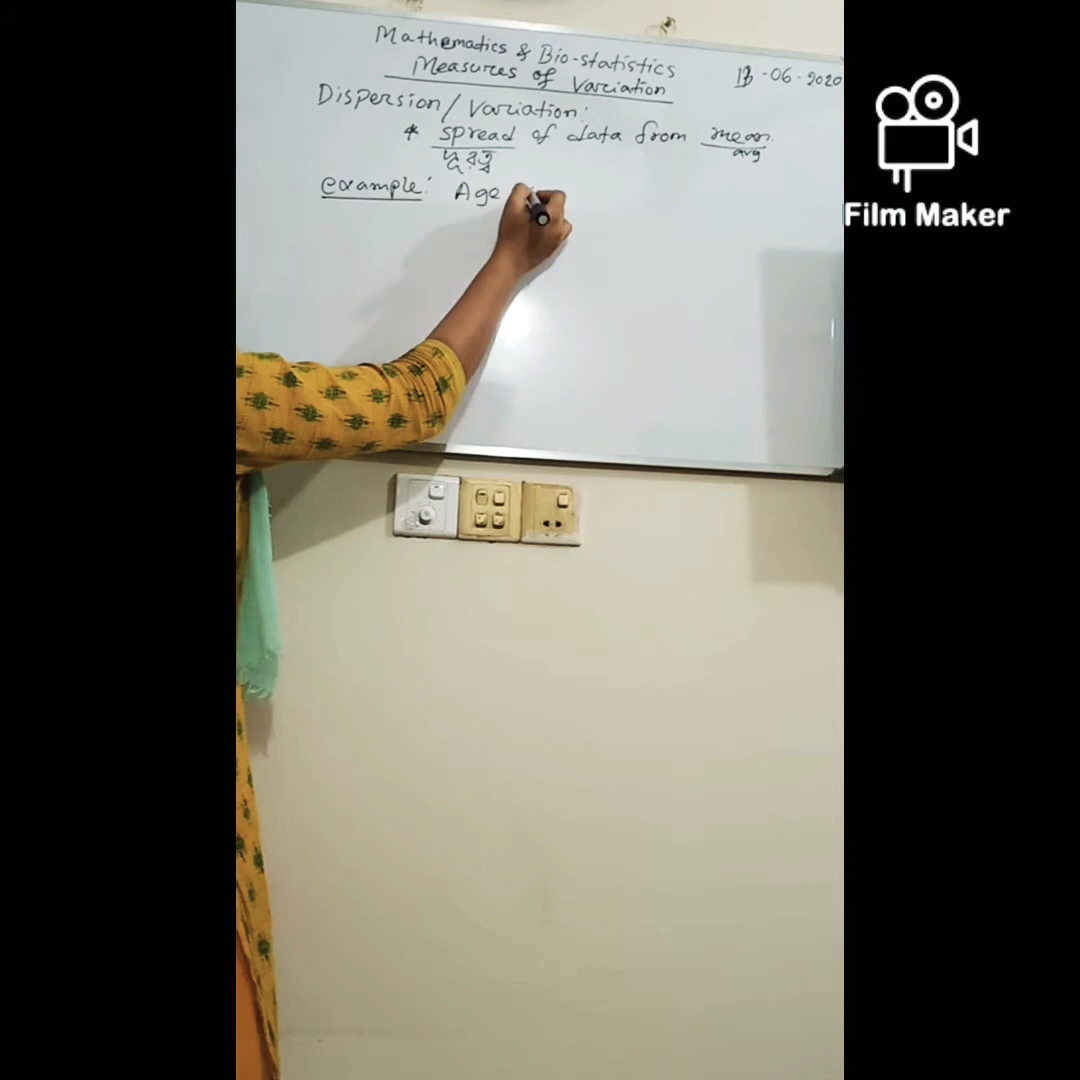 Mathematics & Bio-statistics
Measures of Variation
13-06-2020
Dispersion/Variation:
* spread of data from mean.
দূরত্ব
avg
example: Age
Film Maker